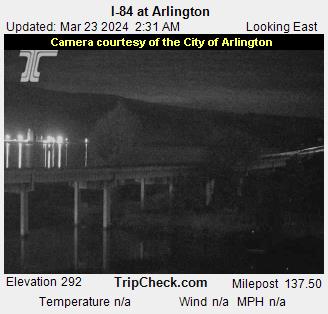 I-84 at Arlington
Updated: Mar 23 2024 2:31 AM Looking East
Camera courtesy of the City of Arlington
Elevation 292 TripCheck.com Milepost 137.50
Temperature n/a Wind n/a MPH n/a